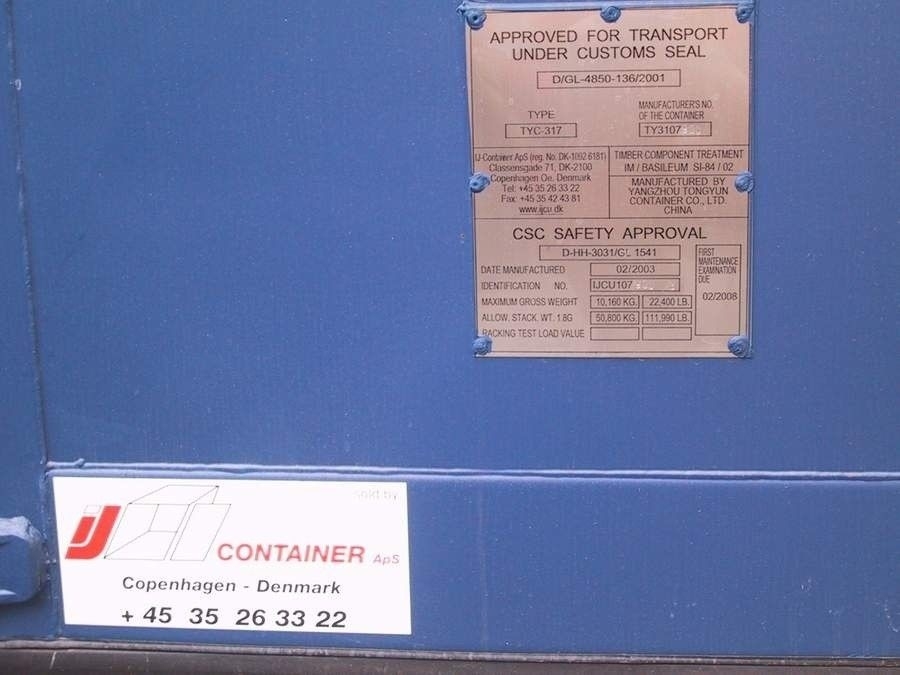 APPROVED FOR TRANSPORT
UNDER CUSTOMS SEAL
D/GL-4850-136/2001
TYPE
TYC-317
MANUFACTURER'S NO.
OF THE CONTAINER
TY3107
IJ-Container ApS (reg. No. DK-1092 6181)
Classensgade 71, DK-2100
Copenhagen Oe. Denmark
Tel: +45 35 26 33 22
Fax: +45 35 42 43 81
www.ijcu.dk
TIMBER COMPONENT TREATMENT
IM / BASILEUM SI-84 / 02
MANUFACTURED BY
YANGZHOU TONGYUN
CONTAINER CO., LTD.
CHINA
CSC SAFETY APPROVAL
D-HH-3031/GL 1541
DATE MANUFACTURED 02/2003
IDENTIFICATION NO. IJCU107
MAXIMUM GROSS WEIGHT 10,160 KG. 22,400 LB.
ALLOW. STACK. WT. 1.8G 50,800 KG. 111,990 LB.
RACKING TEST LOAD VALUE
FIRST
MAINTENANCE
EXAMINATION
DUE
02/2008
sold by
IJ CONTAINER ApS
Copenhagen - Denmark
+ 45 35 26 33 22